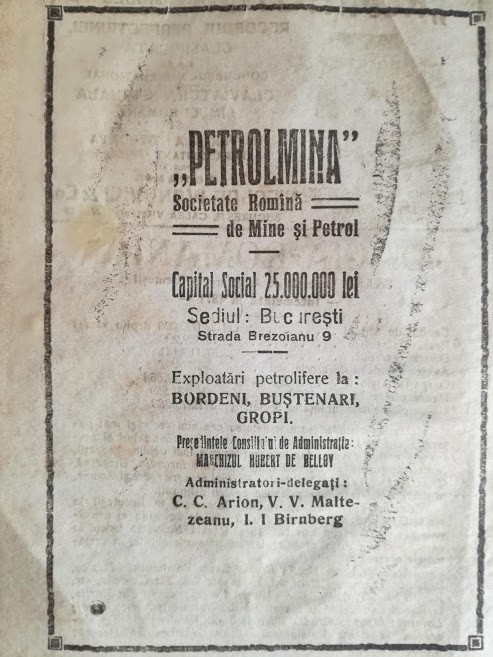 „PETROLMINA”
Societate Romină
de Mine și Petrol
Capital Social 25.000.000 lei
Sediul: București
Strada Brezoianu 9
Exploatări petrolifere la:
BORDENI, BUȘTENARI,
GROPI.
Președintele Consiliului de Administrație:
MARCHIZUL HUBERT DE BELLOY
Administratori-delegați:
C. C. Arion, V. V. Malte-
zeanu, I. I Birnberg